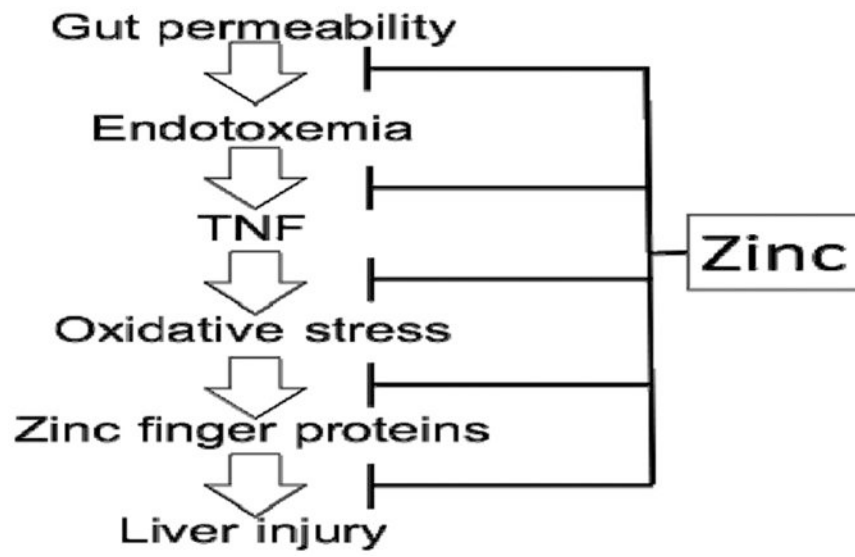 Gut permeability
Endotoxemia
TNF
Zinc
Oxidative stress
Zinc finger proteins
Liver injury